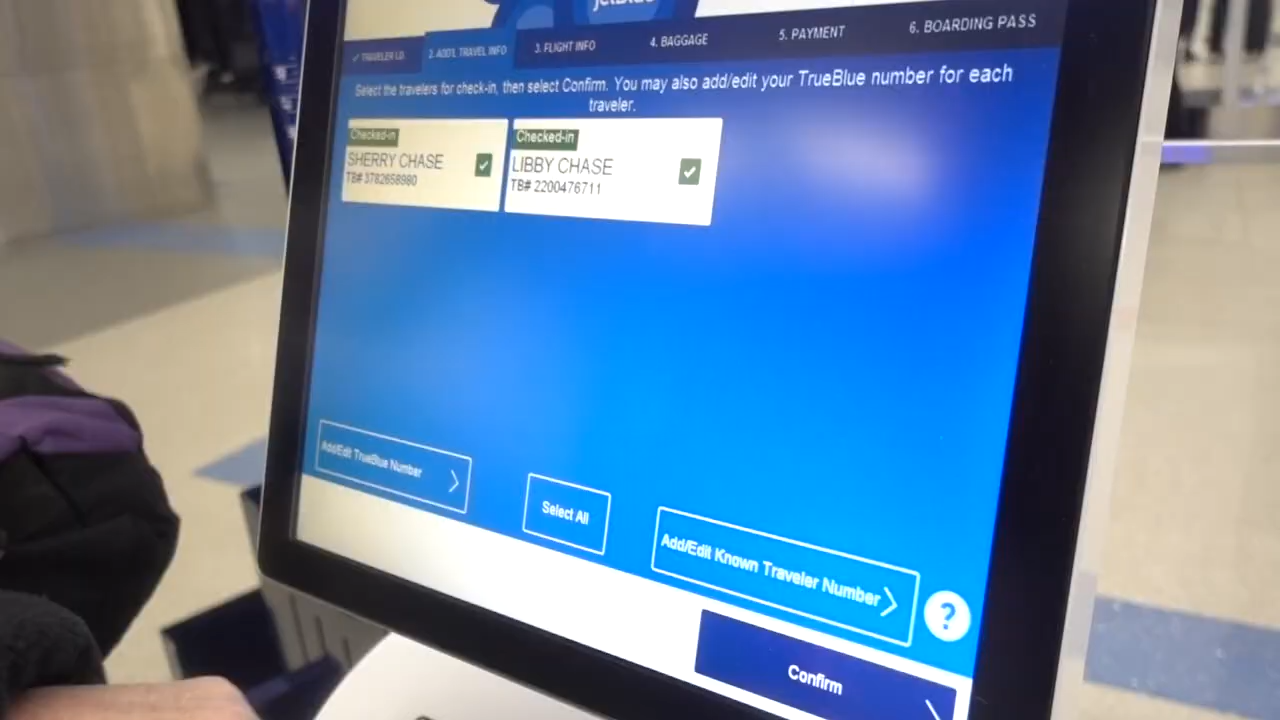 jetBlue
✓ TRAVELER I.D.
2. ADD'L TRAVEL INFO
3. FLIGHT INFO
4. BAGGAGE
5. PAYMENT
6. BOARDING PASS
Select the travelers for check-in, then select Confirm. You may also add/edit your TrueBlue number for each
traveler.
Checked-in
SHERRY CHASE
TB# 3782658980
Checked-in
LIBBY CHASE
TB# 2200476711
Add/Edit TrueBlue Number
Select All
Add/Edit Known Traveler Number
?
Confirm